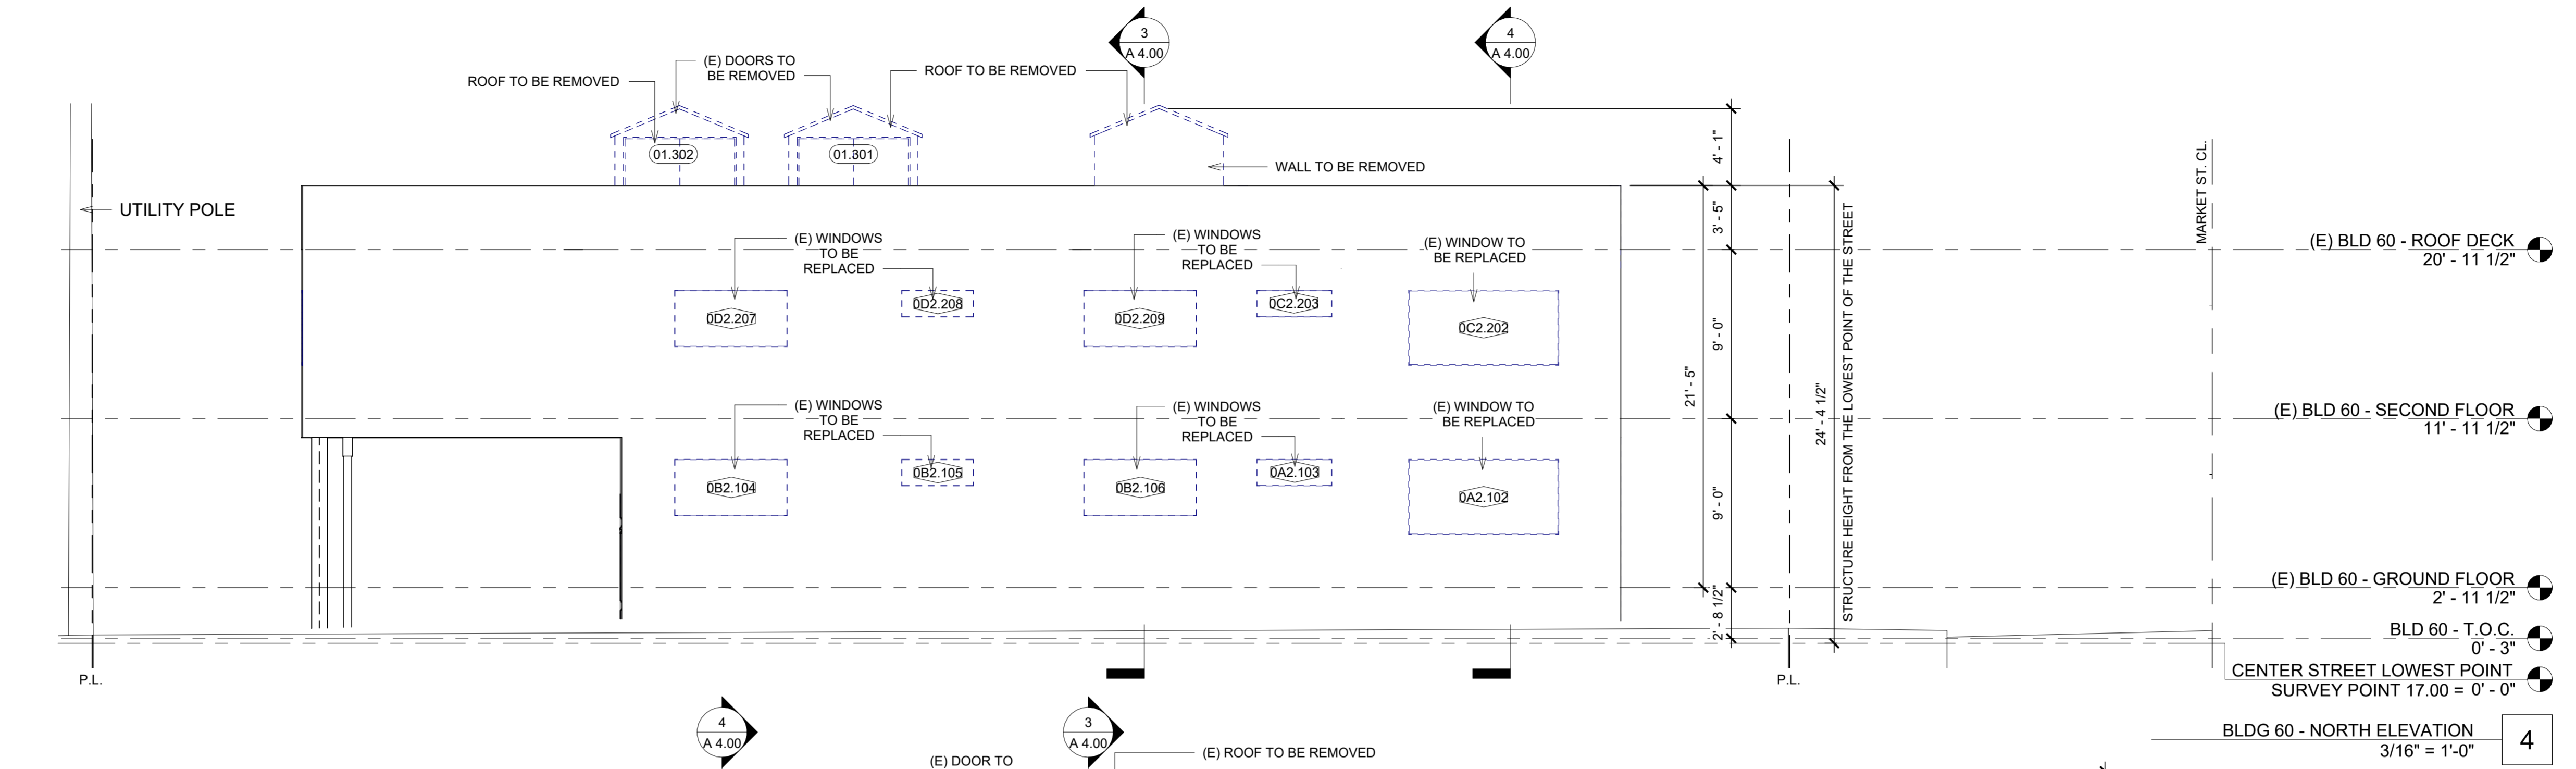 3
A 4.00
4
A 4.00
(E) DOORS TO
BE REMOVED
ROOF TO BE REMOVED
ROOF TO BE REMOVED
01.302
01.301
WALL TO BE REMOVED
4' - 1"
MARKET ST. CL.
UTILITY POLE
3' - 5"
(E) WINDOWS
TO BE
REPLACED
(E) WINDOWS
TO BE
REPLACED
(E) WINDOW TO
BE REPLACED
(E) BLD 60 - ROOF DECK
20' - 11 1/2"
0D2.207
0D2.208
0D2.209
0C2.203
0C2.202
9' - 0"
21' - 5"
24' - 4 1/2"
STRUCTURE HEIGHT FROM THE LOWEST POINT OF THE STREET
(E) WINDOWS
TO BE
REPLACED
(E) WINDOWS
TO BE
REPLACED
(E) WINDOW TO
BE REPLACED
(E) BLD 60 - SECOND FLOOR
11' - 11 1/2"
0B2.104
0B2.105
0B2.106
0A2.103
0A2.102
9' - 0"
(E) BLD 60 - GROUND FLOOR
2' - 11 1/2"
2' - 8 1/2"
BLD 60 - T.O.C.
0' - 3"
P.L.
P.L.
CENTER STREET LOWEST POINT
SURVEY POINT 17.00 = 0' - 0"
4
A 4.00
3
A 4.00
(E) DOOR TO
(E) ROOF TO BE REMOVED
BLDG 60 - NORTH ELEVATION
3/16" = 1'-0"
4